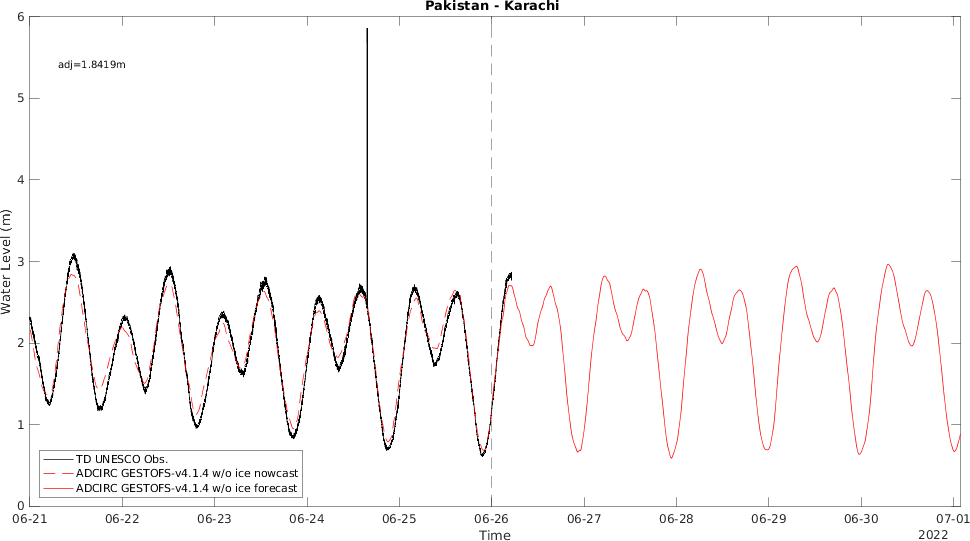 Pakistan - Karachi
adj=1.8419m
Water Level (m)
6
5
4
3
2
1
0
TD UNESCO Obs.
ADCIRC GESTOFS-v4.1.4 w/o ice nowcast
ADCIRC GESTOFS-v4.1.4 w/o ice forecast
06-21 06-22 06-23 06-24 06-25 06-26 06-27 06-28 06-29 06-30 07-01
Time
2022